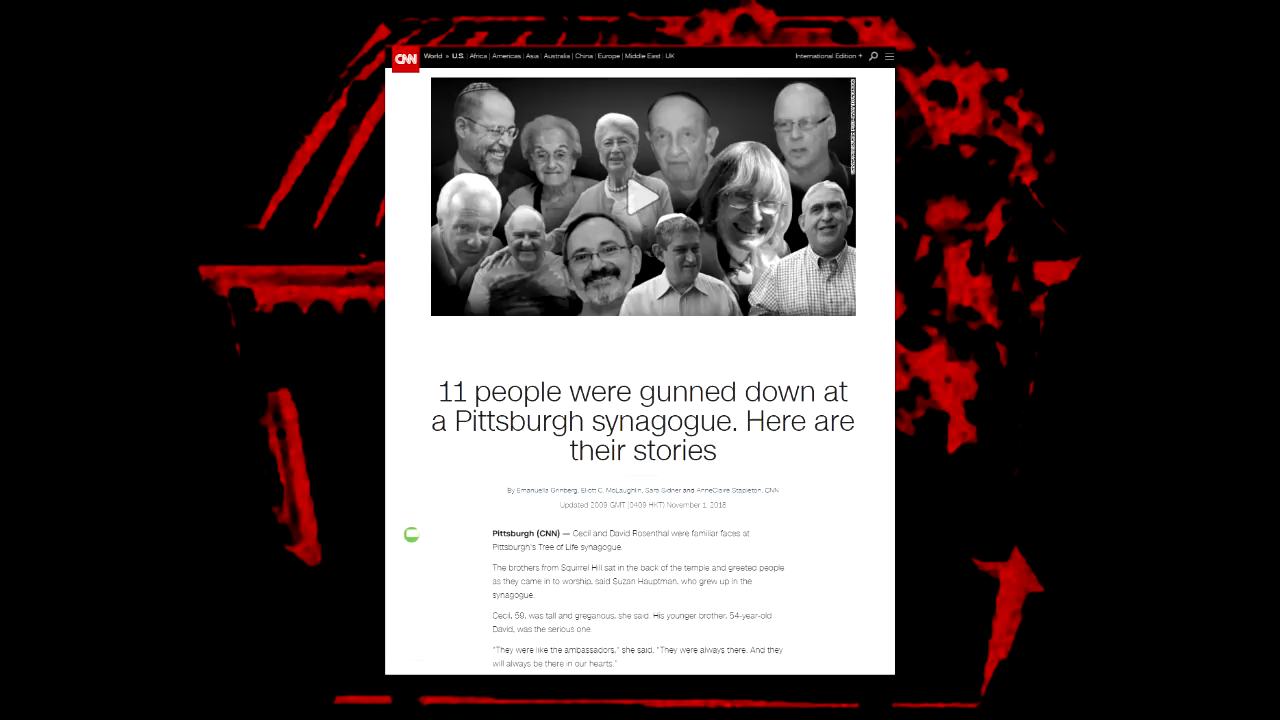 CNN World » U.S. | Africa | Americas | Asia | Australia | China | Europe | Middle East | UK International Edition +
11 people were gunned down at
a Pittsburgh synagogue. Here are
their stories
By Emanuella Grinberg, Eliott C. McLaughlin, Sara Sidner and AnneClaire Stapleton, CNN
Updated 2009 GMT (0409 HKT) November 1, 2018
Pittsburgh (CNN) — Cecil and David Rosenthal were familiar faces at
Pittsburgh's Tree of Life synagogue.
The brothers from Squirrel Hill sat in the back of the temple and greeted people
as they came in to worship, said Suzan Hauptman, who grew up in the
synagogue.
Cecil, 59, was tall and gregarious, she said. His younger brother, 54-year-old
David, was the serious one.
"They were like the ambassadors," she said. "They were always there. And they
will always be there in our hearts."